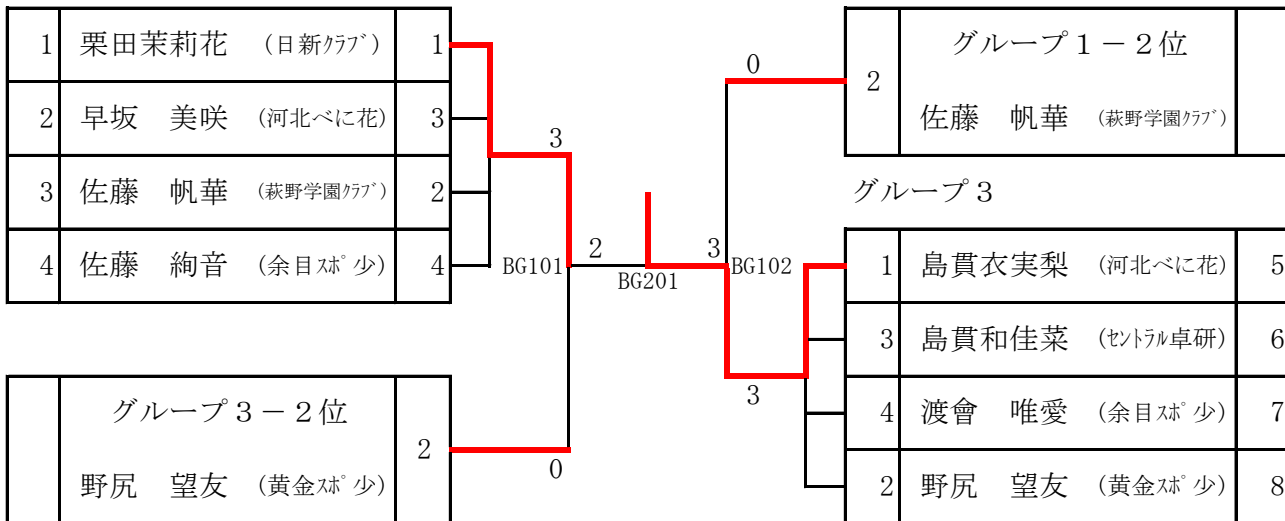 1 栗田茉莉花 (日新ｸﾗﾌﾞ) 1
2 早坂　美咲 (河北べに花) 3
3 佐藤　帆華 (萩野学園ｸﾗﾌﾞ) 2
4 佐藤　絢音 (余目ｽﾎﾟ少) 4
グループ３－２位
野尻　望友 (黄金ｽﾎﾟ少)
2
3
BG101
0
2
BG201
3
BG102
0
3
グループ１－２位
2
佐藤　帆華 (萩野学園ｸﾗﾌﾞ)
グループ３
1 島貫衣実梨 (河北べに花) 5
3 島貫和佳菜 (ｾﾝﾄﾗﾙ卓研) 6
4 渡會　唯愛 (余目ｽﾎﾟ少) 7
2 野尻　望友 (黄金ｽﾎﾟ少) 8